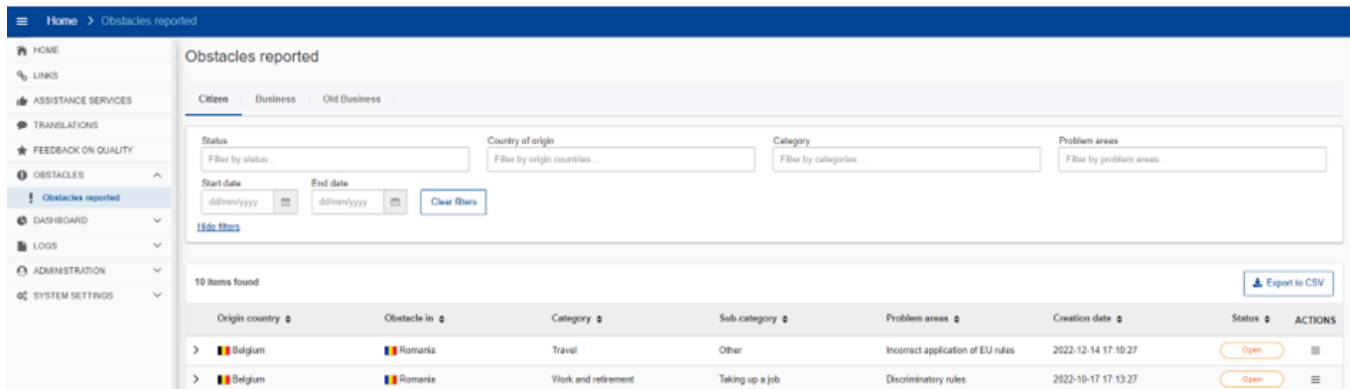 Home > Obstacles reported
HOME
LINKS
ASSISTANCE SERVICES
TRANSLATIONS
FEEDBACK ON QUALITY
OBSTACLES
Obstacles reported
DASHBOARD
LOGS
ADMINISTRATION
SYSTEM SETTINGS
Obstacles reported
Citizen Business Old Business
Status Country of origin Category Problem areas
Filter by status... Filter by origin countries... Filter by categories... Filter by problem areas...
Start date End date
dd/mm/yyyy dd/mm/yyyy Clear filters
Hide filters
10 items found Export to CSV
Origin country Obstacle in Category Sub-category Problem areas Creation date Status ACTIONS
Belgium Romania Travel Other Incorrect application of EU rules 2022-12-14 17:10:27 Open
Belgium Romania Work and retirement Taking up a job Discriminatory rules 2022-10-17 17:13:27 Open